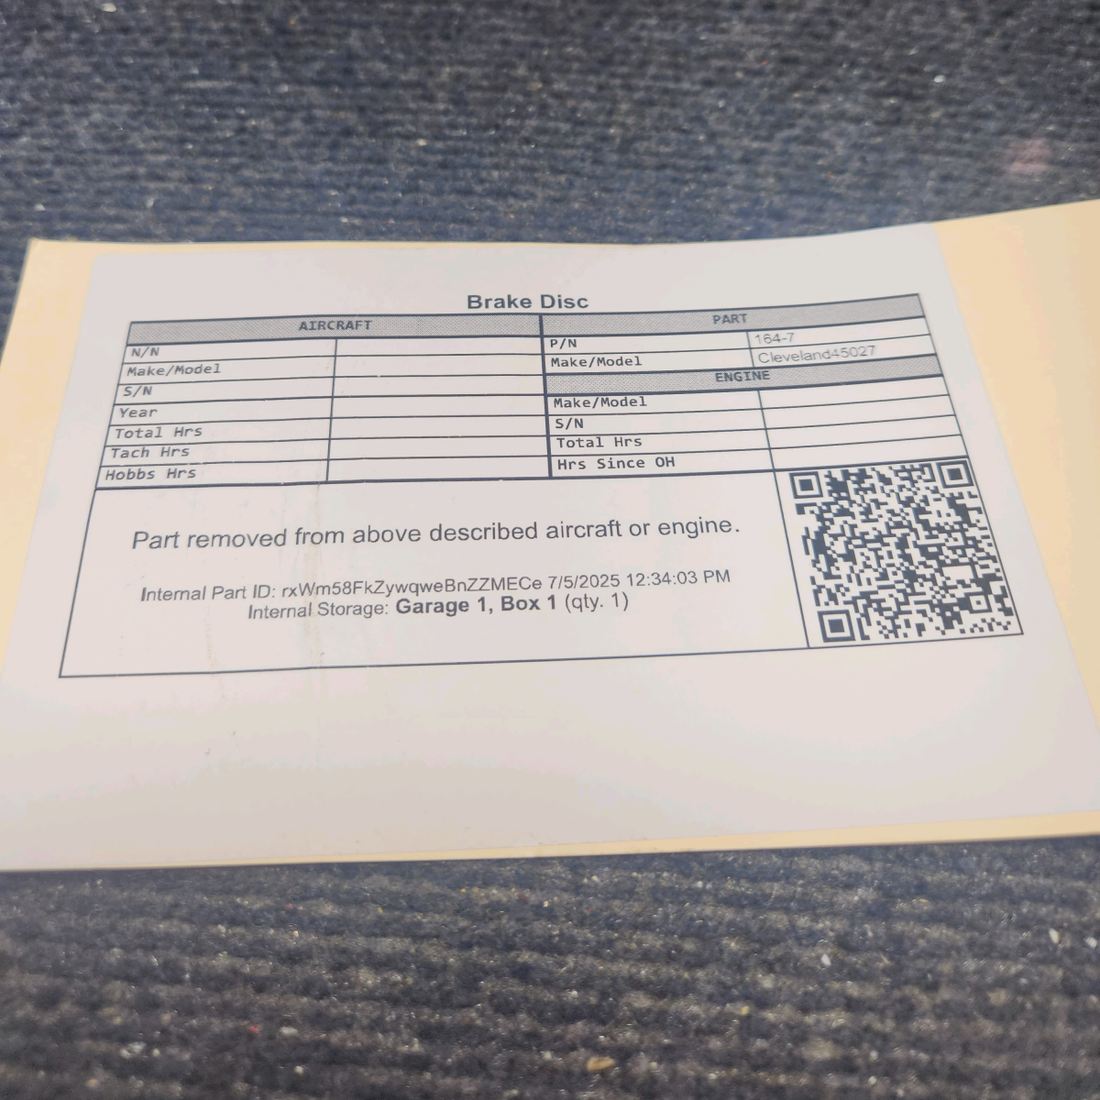 Brake Disc
AIRCRAFT
N/N
Make/Model
S/N
Year
Total Hrs
Tach Hrs
Hobbs Hrs
PART
P/N 164-7
Make/Model Cleveland45027
ENGINE
Make/Model
S/N
Total Hrs
Hrs Since OH
Part removed from above described aircraft or engine.
Internal Part ID: rxWm58FkZywqweBnZZMECe 7/5/2025 12:34:03 PM
Internal Storage: Garage 1, Box 1 (qty. 1)